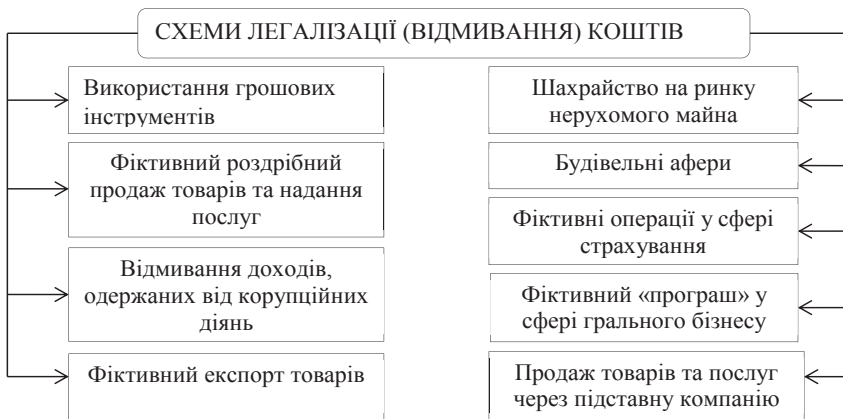 СХЕМИ ЛЕГАЛІЗАЦІЇ (ВІДМИВАННЯ) КОШТІВ
Використання грошових
інструментів
Фіктивний роздрібний
продаж товарів та надання
послуг
Відмивання доходів,
одержаних від корупційних
діянь
Фіктивний експорт товарів
Шахрайство на ринку
нерухомого майна
Будівельні афери
Фіктивні операції у сфері
страхування
Фіктивний «програш» у
сфері грального бізнесу
Продаж товарів та послуг
через підставну компанію